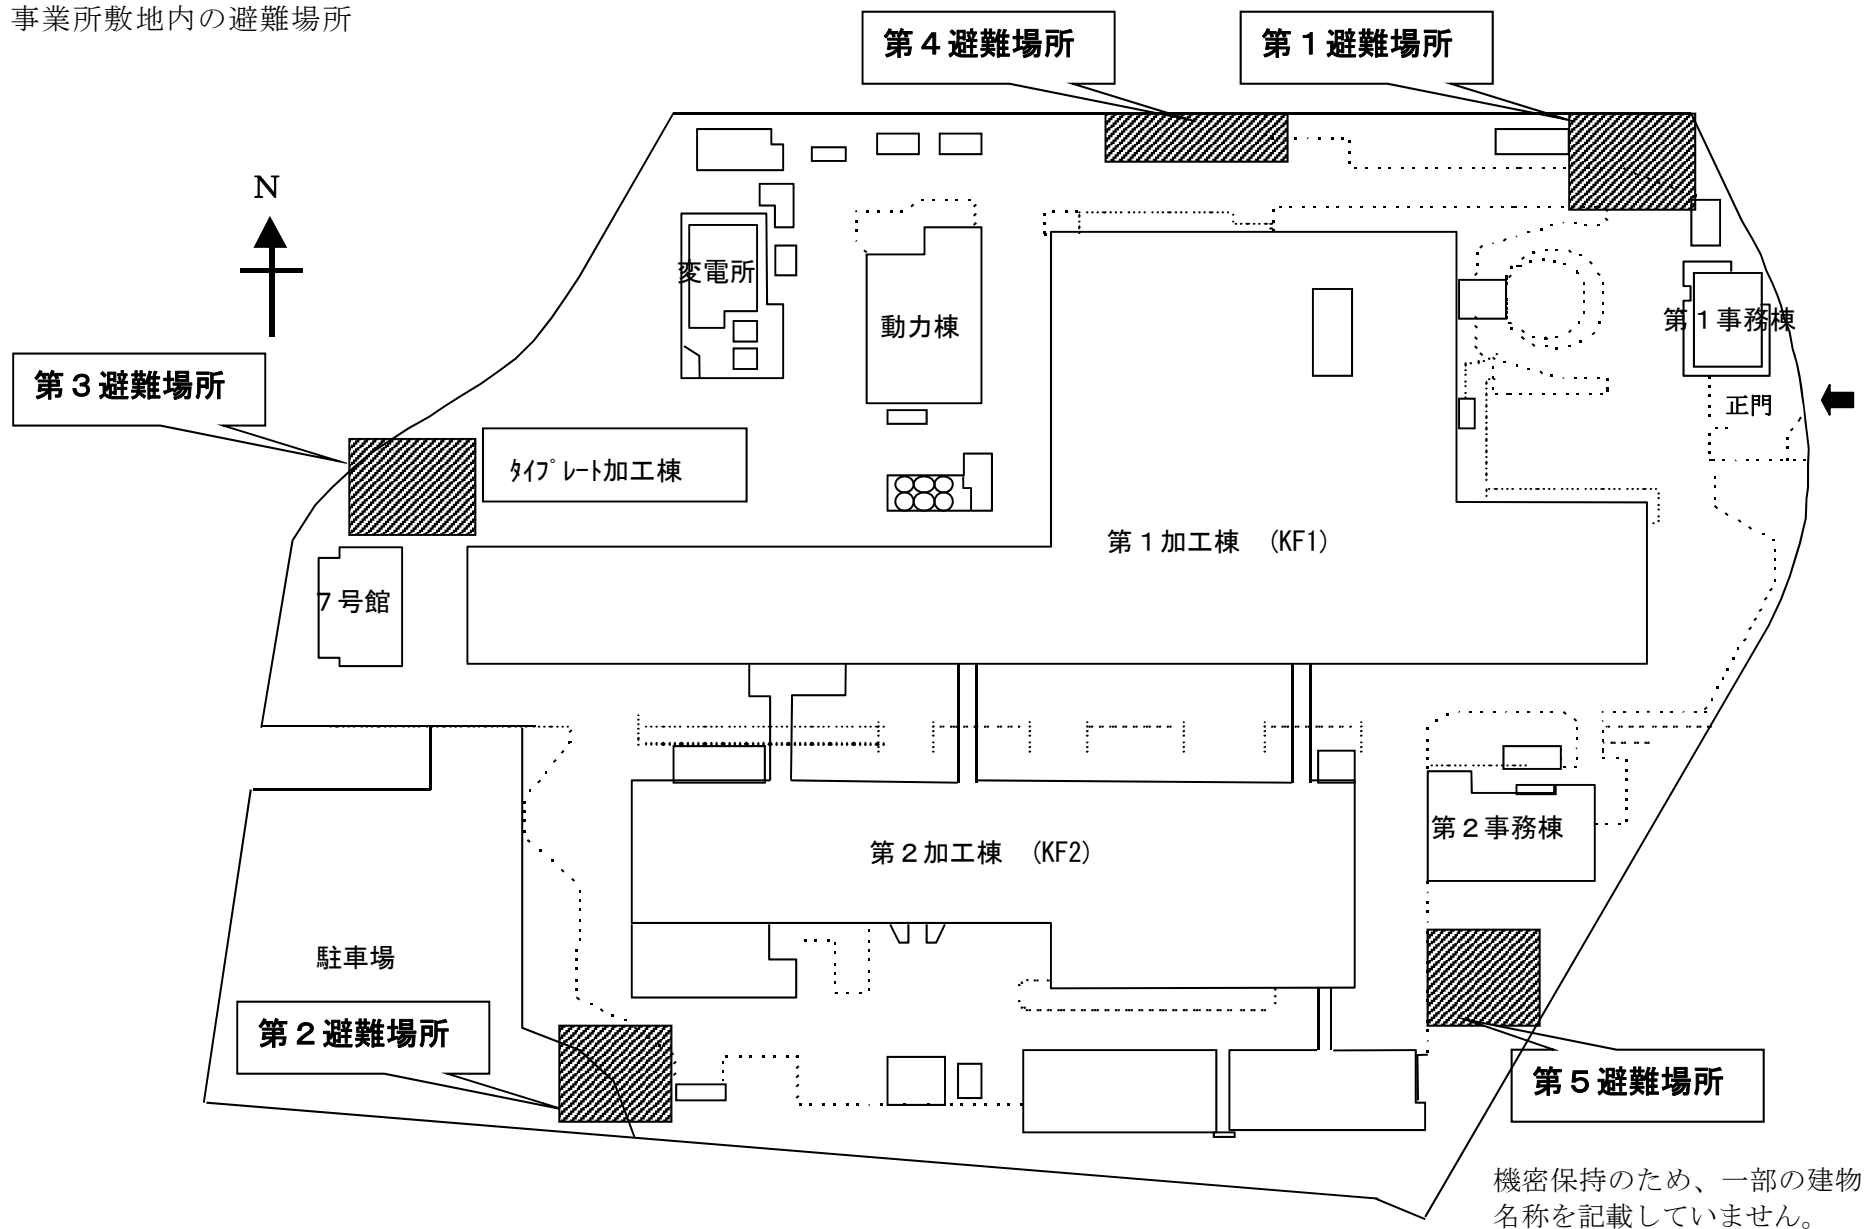 事業所敷地内の避難場所
第４避難場所
第１避難場所
N
変電所
動力棟
第１事務棟
第３避難場所
正門
ﾀｲﾌﾟﾚｰﾄ加工棟
第１加工棟　(KF1)
７号館
第２事務棟
第２加工棟　(KF2)
駐車場
第２避難場所
第５避難場所
機密保持のため、一部の建物
名称を記載していません。